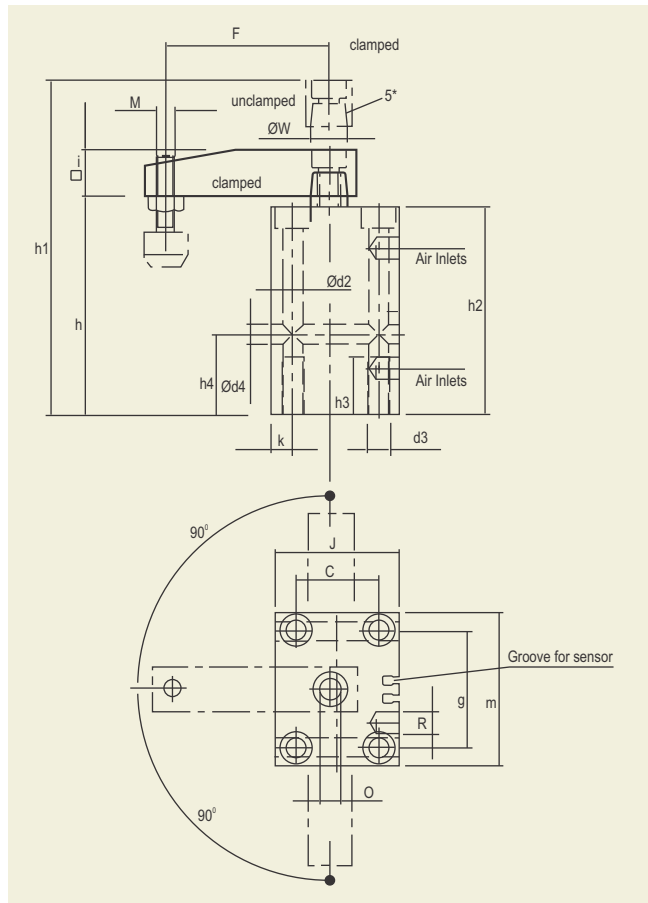 F
clamped
M
unclamped
5*
ØW
i
clamped
h1
Air Inlets
Ød2
h2
h
h4
Ød4
h3
Air Inlets
k
d3
90⁰
J
C
Groove for sensor
g
m
R
O
90⁰